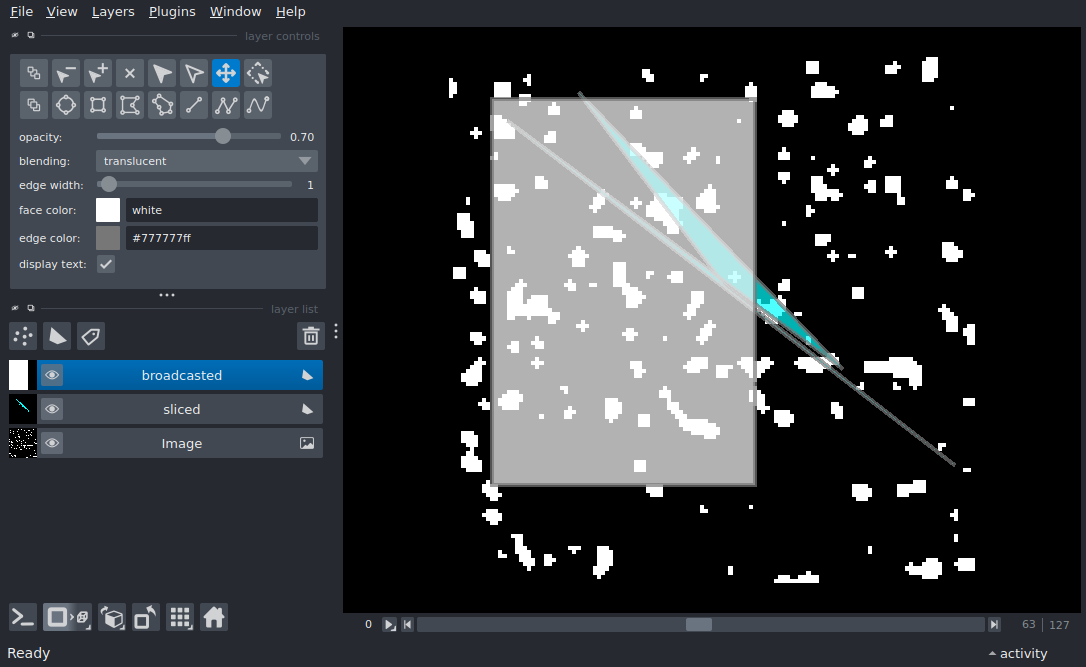 File View Layers Plugins Window Help
layer controls
opacity: 0.70
blending: translucent
edge width: 1
face color: white
edge color: #777777ff
display text:
layer list
broadcasted
sliced
Image
0 63 127
Ready activity